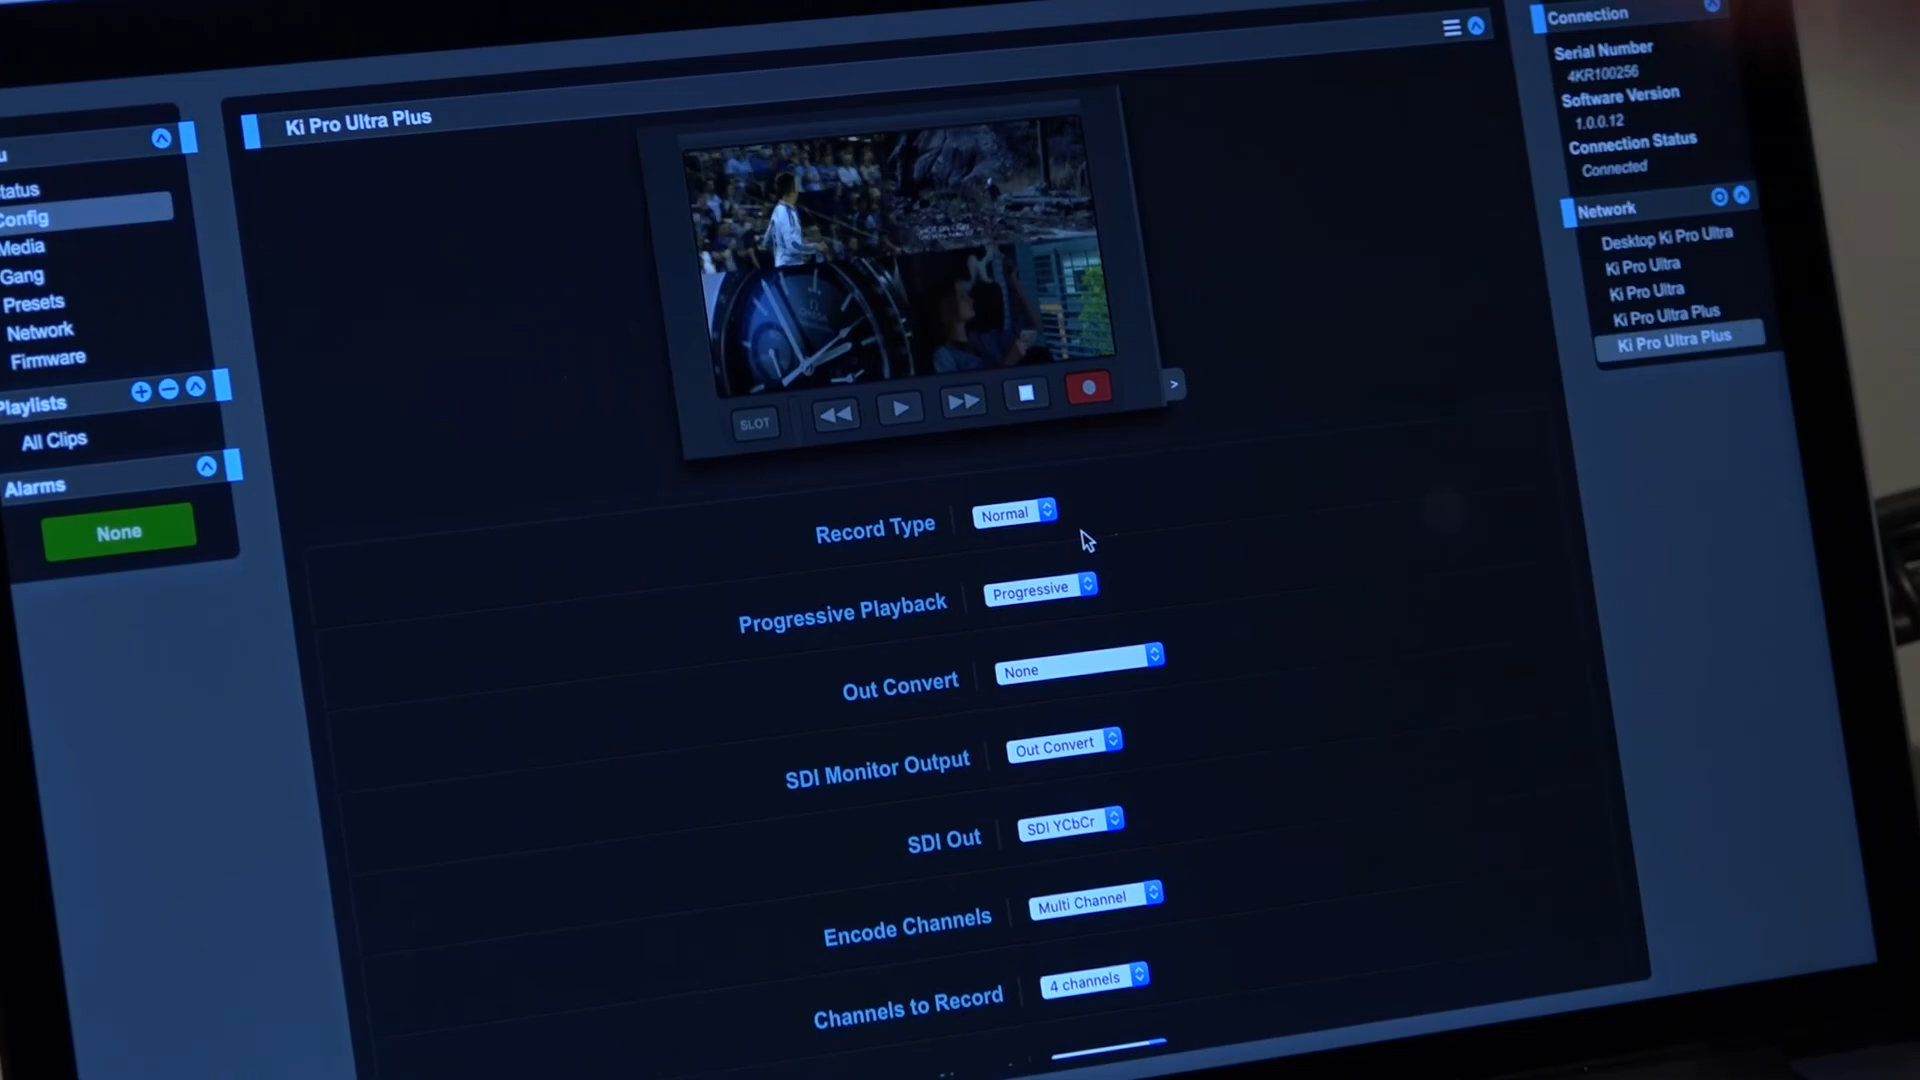 Ki Pro Ultra Plus
Config
Media
Gang
Presets
Network
Firmware
Playlists
All Clips
Alarms
None
SLOT
Record Type
Normal
Progressive Playback
Progressive
Out Convert
None
SDI Monitor Output
Out Convert
SDI Out
SDI YCbCr
Encode Channels
Multi Channel
Channels to Record
4 channels
Connection
Serial Number
4KR100256
Software Version
1.0.0.12
Connection Status
Connected
Network
Desktop Ki Pro Ultra
Ki Pro Ultra
Ki Pro Ultra
Ki Pro Ultra Plus
Ki Pro Ultra Plus